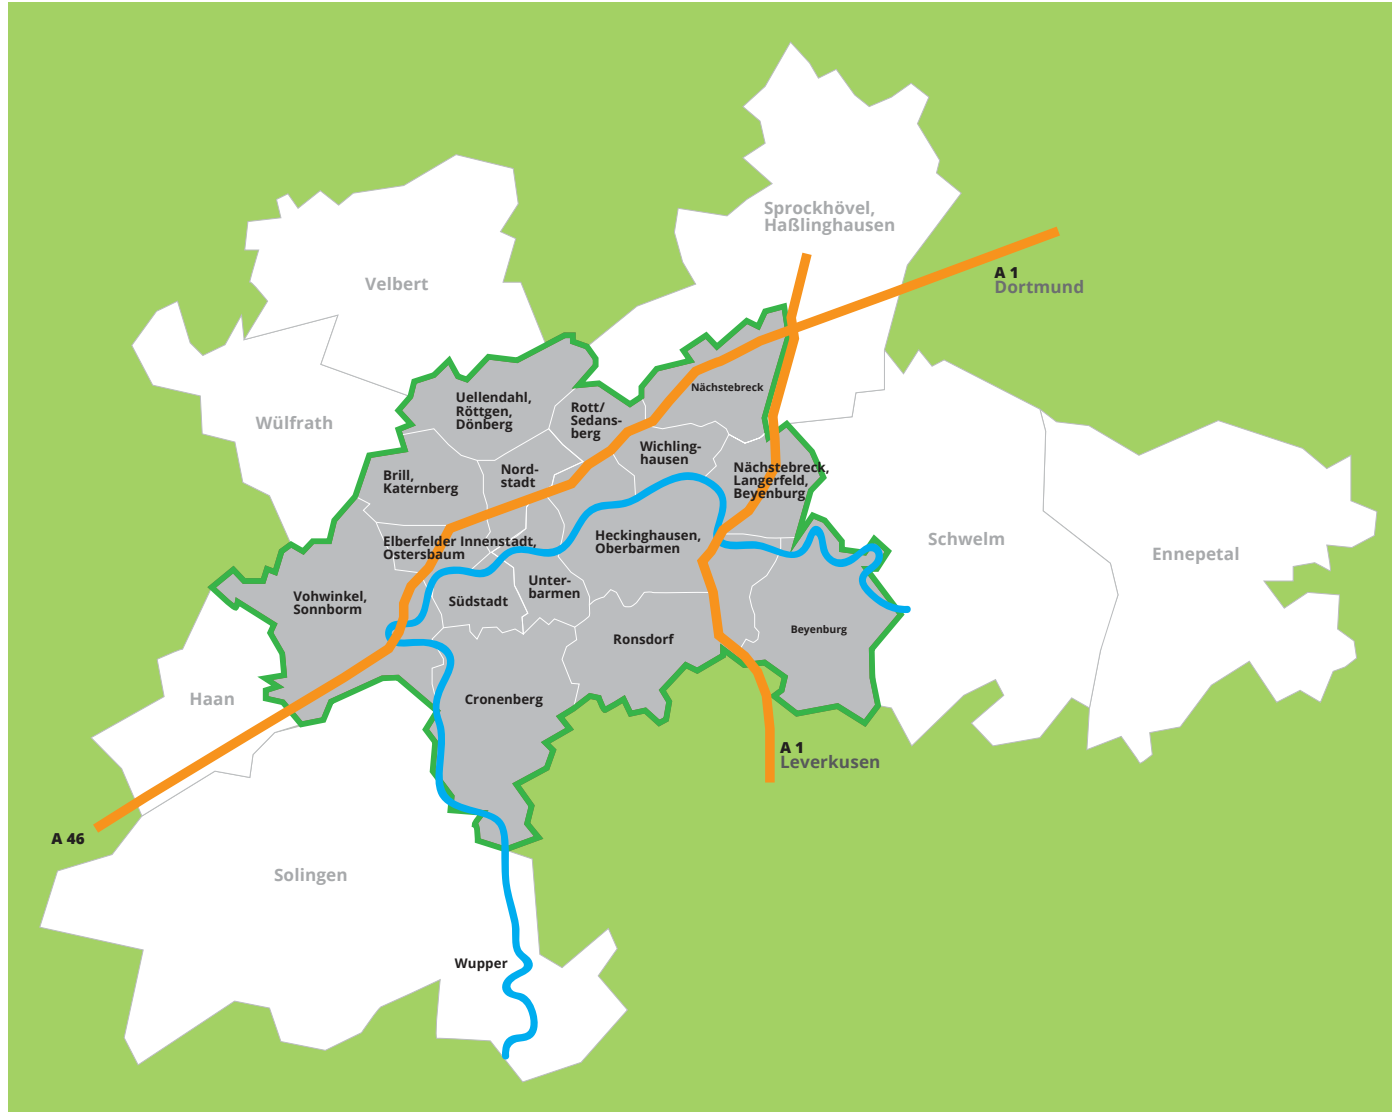 Sprockhövel,
Haßlinghausen
A 1
Dortmund
Velbert
Wülfrath
Uellendahl,
Röttgen,
Dönberg
Rott/
Sedans-
berg
Nächstebreck
Wichling-
hausen
Brill,
Katernberg
Nord-
stadt
Nächstebreck,
Langerfeld,
Beyenburg
Elberfelder Innenstadt,
Ostersbaum
Heckinghausen,
Oberbarmen
Schwelm
Ennepetal
Vohwinkel,
Sonnborm
Südstadt
Unter-
barmen
Ronsdorf
Beyenburg
Haan
Cronenberg
A 1
Leverkusen
A 46
Solingen
Wupper